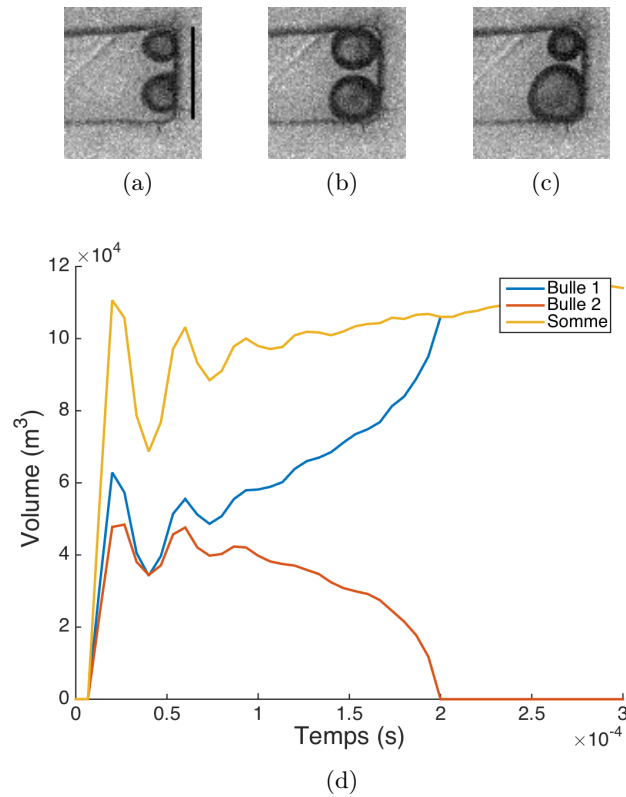 (a) (b) (c)
×10⁴
12
10
8
6
4
2
0
Volume (m³)
Bulle 1
Bulle 2
Somme
0 0.5 1 1.5 2 2.5 3
Temps (s)
×10⁻⁴
(d)